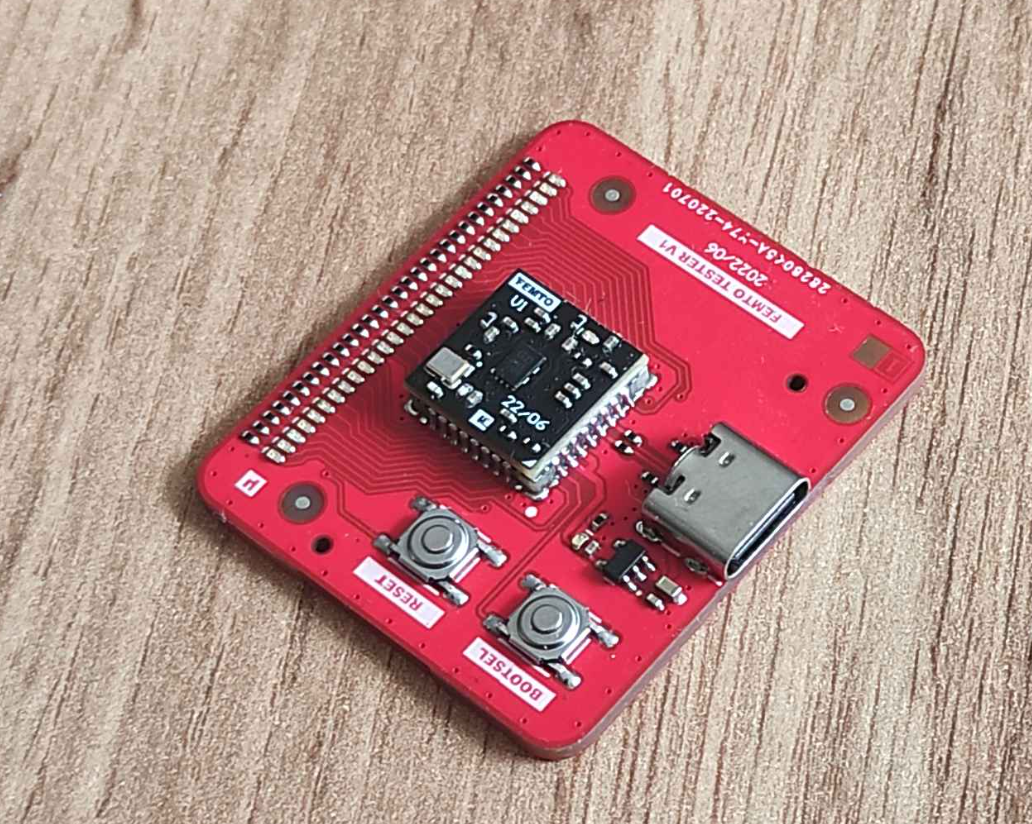 FEMTO TESTER V1
2022/06
FEMTO
V1
22/06
µ
µ
RESET
BOOTSEL